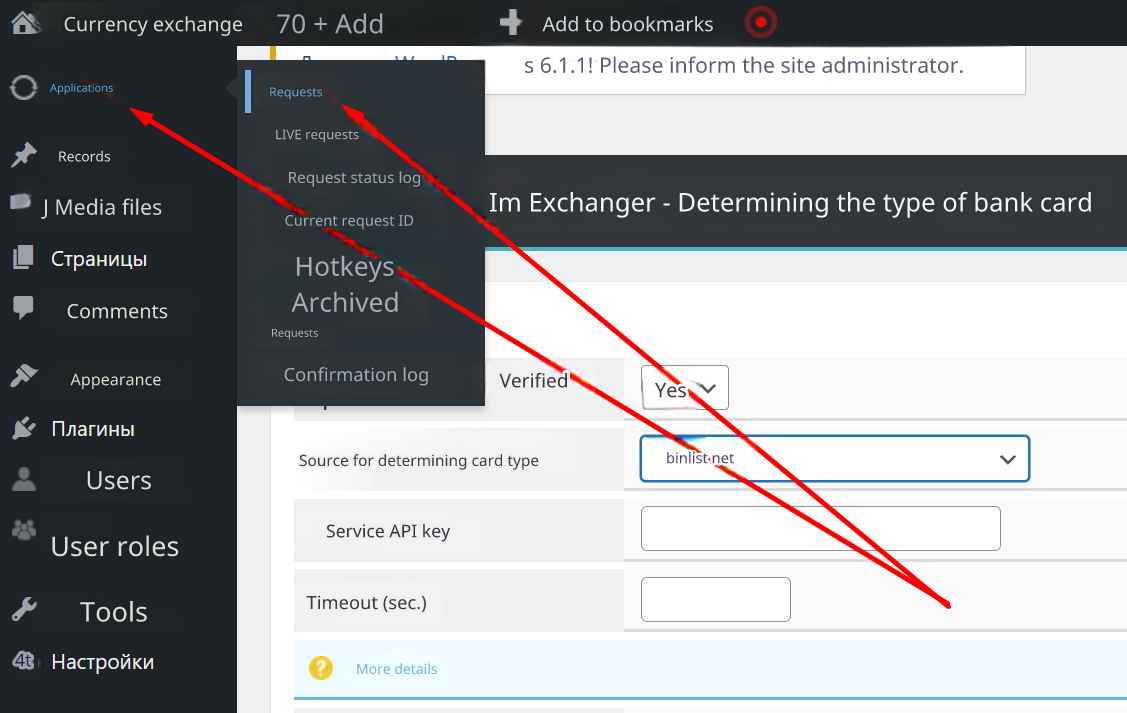 Currency exchange
70 + Add
Add to bookmarks
s 6.1.1! Please inform the site administrator.
Applications
Requests
LIVE requests
Request status log
Current request ID
Hotkeys
Archived
Requests
Confirmation log
Records
J Media files
Страницы
Comments
Appearance
Плагины
Users
User roles
Tools
Настройки
Im Exchanger - Determining the type of bank card
Verified
Yes
Source for determining card type
binlist.net
Service API key
Timeout (sec.)
More details